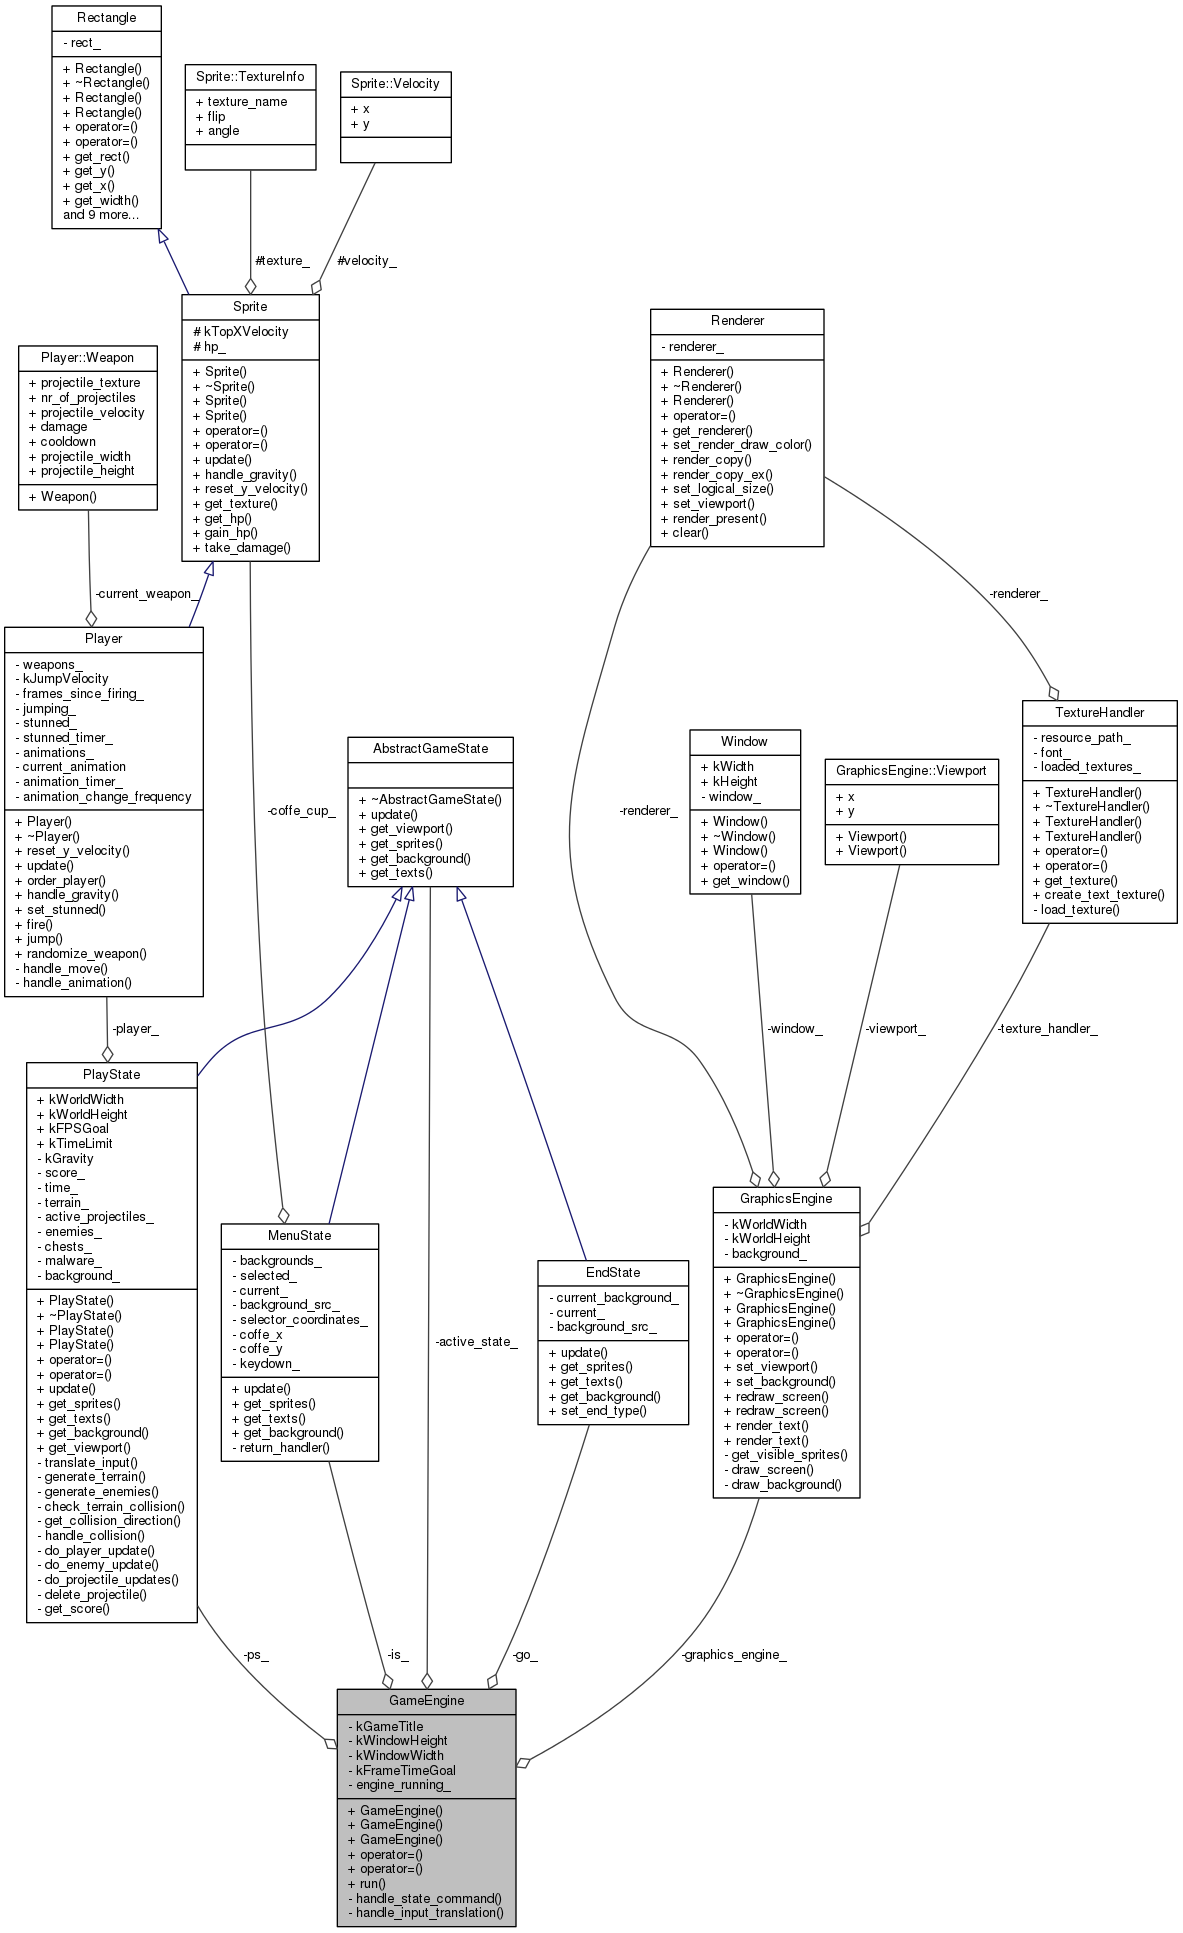 Rectangle
- rect_
+ Rectangle()
+ ~Rectangle()
+ Rectangle()
+ Rectangle()
+ operator=()
+ operator=()
+ get_rect()
+ get_y()
+ get_x()
+ get_width()
and 9 more...
Sprite::TextureInfo
+ texture_name
+ flip
+ angle
Sprite::Velocity
+ x
+ y
#texture_
#velocity_
Sprite
# kTopXVelocity
# hp_
+ Sprite()
+ ~Sprite()
+ Sprite()
+ Sprite()
+ operator=()
+ operator=()
+ update()
+ handle_gravity()
+ reset_y_velocity()
+ get_texture()
+ get_hp()
+ gain_hp()
+ take_damage()
Player::Weapon
+ projectile_texture
+ nr_of_projectiles
+ projectile_velocity
+ damage
+ cooldown
+ projectile_width
+ projectile_height
+ Weapon()
Renderer
- renderer_
+ Renderer()
+ ~Renderer()
+ Renderer()
+ operator=()
+ get_renderer()
+ set_render_draw_color()
+ render_copy()
+ render_copy_ex()
+ set_logical_size()
+ set_viewport()
+ render_present()
+ clear()
-current_weapon_
-renderer_
Player
- weapons_
- kJumpVelocity
- frames_since_firing_
- jumping_
- stunned_
- stunned_timer_
- animations_
- current_animation
- animation_timer_
- animation_change_frequency
+ Player()
+ ~Player()
+ reset_y_velocity()
+ update()
+ order_player()
+ handle_gravity()
+ set_stunned()
+ fire()
+ jump()
+ randomize_weapon()
- handle_move()
- handle_animation()
-coffe_cup_
AbstractGameState
+ ~AbstractGameState()
+ update()
+ get_viewport()
+ get_sprites()
+ get_background()
+ get_texts()
-renderer_
Window
+ kWidth
+ kHeight
- window_
+ Window()
+ ~Window()
+ Window()
+ operator=()
+ get_window()
GraphicsEngine::Viewport
+ x
+ y
+ Viewport()
+ Viewport()
TextureHandler
- resource_path_
- font_
- loaded_textures_
+ TextureHandler()
+ ~TextureHandler()
+ TextureHandler()
+ TextureHandler()
+ operator=()
+ operator=()
+ get_texture()
+ create_text_texture()
- load_texture()
-player_
-window_
-viewport_
-texture_handler_
PlayState
+ kWorldWidth
+ kWorldHeight
+ kFPSGoal
+ kTimeLimit
- kGravity
- score_
- time_
- terrain_
- active_projectiles_
- enemies_
- chests_
- malware_
- background_
+ PlayState()
+ ~PlayState()
+ PlayState()
+ PlayState()
+ operator=()
+ operator=()
+ update()
+ get_sprites()
+ get_texts()
+ get_background()
+ get_viewport()
- translate_input()
- generate_terrain()
- generate_enemies()
- check_terrain_collision()
- get_collision_direction()
- handle_collision()
- do_player_update()
- do_enemy_update()
- do_projectile_updates()
- delete_projectile()
- get_score()
MenuState
- backgrounds_
- selected_
- current_
- background_src_
- selector_coordinates_
- coffe_x
- coffe_y
- keydown_
+ update()
+ get_sprites()
+ get_texts()
+ get_background()
- return_handler()
-active_state_
EndState
- current_background_
- current_
- background_src_
+ update()
+ get_sprites()
+ get_texts()
+ get_background()
+ set_end_type()
GraphicsEngine
- kWorldWidth
- kWorldHeight
- background_
+ GraphicsEngine()
+ ~GraphicsEngine()
+ GraphicsEngine()
+ GraphicsEngine()
+ operator=()
+ operator=()
+ set_viewport()
+ set_background()
+ redraw_screen()
+ redraw_screen()
+ render_text()
+ render_text()
- get_visible_sprites()
- draw_screen()
- draw_background()
-ps_
-is_
-go_
-graphics_engine_
GameEngine
- kGameTitle
- kWindowHeight
- kWindowWidth
- kFrameTimeGoal
- engine_running_
+ GameEngine()
+ GameEngine()
+ GameEngine()
+ operator=()
+ operator=()
+ run()
- handle_state_command()
- handle_input_translation()